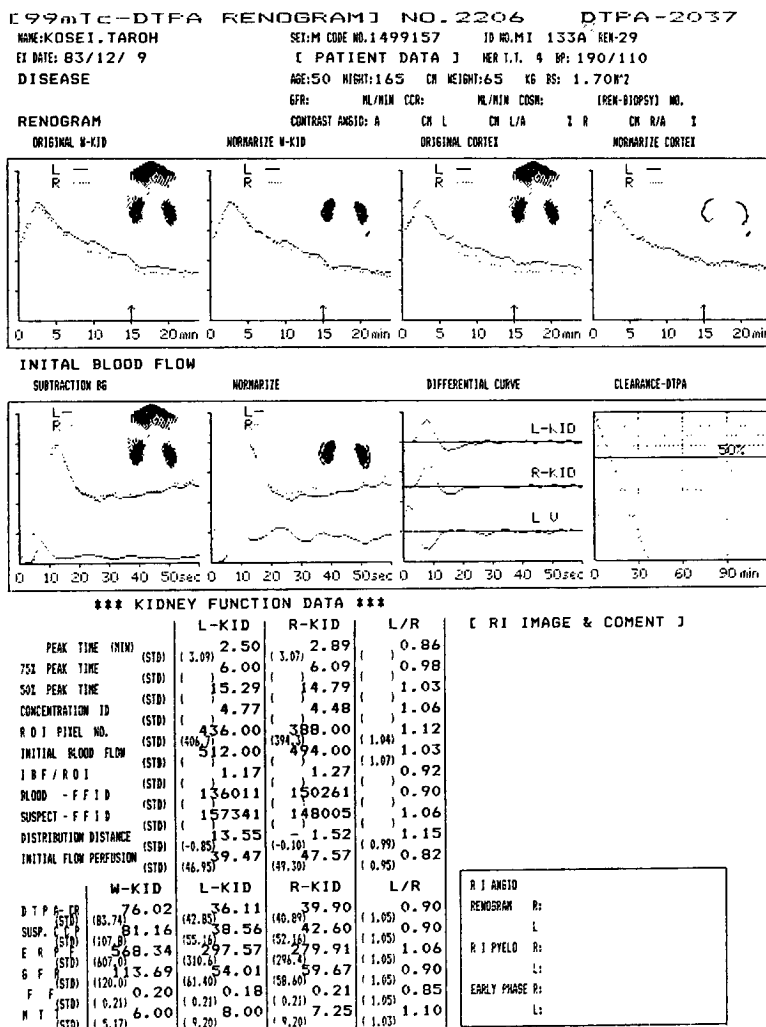 [99mTc-DTPA RENOGRAM] NO.2206 DTPA-2037
NAME:KOSEI.TAROH SEX:M CODE NO.1499157 ID NO.MI 133A REN-29
EX DATE: 83/12/ 9 [ PATIENT DATA ] HER T.T. 4 BP: 190/110
DISEASE AGE:50 HIGHT:165 CM WEIGHT:65 KG BS: 1.70M^2
GFR: ML/MIN CCR: ML/MIN COSM: [REN-BIOPSY] NO.
RENOGRAM CONTRAST ANGIO: A CM L CM L/A % R CM R/A %
ORIGINAL W-KID NORMARIZE W-KID ORIGINAL CORTEX NORMARIZE CORTEX
L — L — L — L —
R ···· R ···· R ···· R ····
0 5 10 15 20min 0 5 10 15 20min 0 5 10 15 20min 0 5 10 15 20min
INITAL BLOOD FLOW
SUBTRACTION BG NORMARIZE DIFFERENTIAL CURVE CLEARANCE-DTPA
L— L—
R·· R··
L-KID
50%
R-KID
L V
0 10 20 30 40 50sec 0 10 20 30 40 50sec 0 10 20 30 40 50sec 0 30 60 90 min
*** KIDNEY FUNCTION DATA ***
L-KID R-KID L/R [ RI IMAGE & COMENT ]
PEAK TIME (MIN) 2.50 2.89 0.86
(STD) ( 3.09) ( 3.07) ( )
75% PEAK TIME 6.00 6.09 0.98
(STD) ( ) ( ) ( )
50% PEAK TIME 15.29 14.79 1.03
(STD) ( ) ( ) ( )
CONCENTRATION ID 4.77 4.48 1.06
(STD) ( ) ( ) ( )
R O I PIXEL NO. 436.00 388.00 1.12
(STD) (406.7) (394.3) ( 1.04)
INITIAL BLOOD FLOW 512.00 494.00 1.03
(STD) ( ) ( ) ( 1.07)
I B F / R O I 1.17 1.27 0.92
(STD) ( ) ( ) ( )
BLOOD - F F I D 136011 150261 0.90
(STD) ( ) ( ) ( )
SUSPECT - F F I D 157341 148005 1.06
(STD) ( ) ( ) ( )
DISTRIBUTION DISTANCE 13.55 - 1.52 1.15
(STD) (-0.85) (-0.10) ( 0.99)
INITIAL FLOW PERFUSION 39.47 47.57 0.82
(STD) (46.95) (49.30) ( 0.95)
W-KID L-KID R-KID L/R
D T P A- CR 76.02 36.11 39.90 0.90
(STD) (83.74) (42.85) (40.89) ( 1.05)
SUSP. C C R 81.16 38.56 42.60 0.90
(STD) (107.8) (55.16) (52.16) ( 1.05)
E R P F 568.34 297.57 279.91 1.06
(STD) (607.0) (310.6) (296.4) ( 1.05)
G F R 113.69 54.01 59.67 0.90
(STD) (120.0) (61.40) (58.60) ( 1.05)
F F 0.20 0.18 0.21 0.85
(STD) ( 0.21) ( 0.21) ( 0.21) ( 1.05)
M T T 6.00 8.00 7.25 1.10
(STD) ( 5.17) ( 9.20) ( 9.20) ( 1.03)
R I ANGIO
RENOGRAM R:
L
R I PYELO R:
L:
EARLY PHASE R:
L: